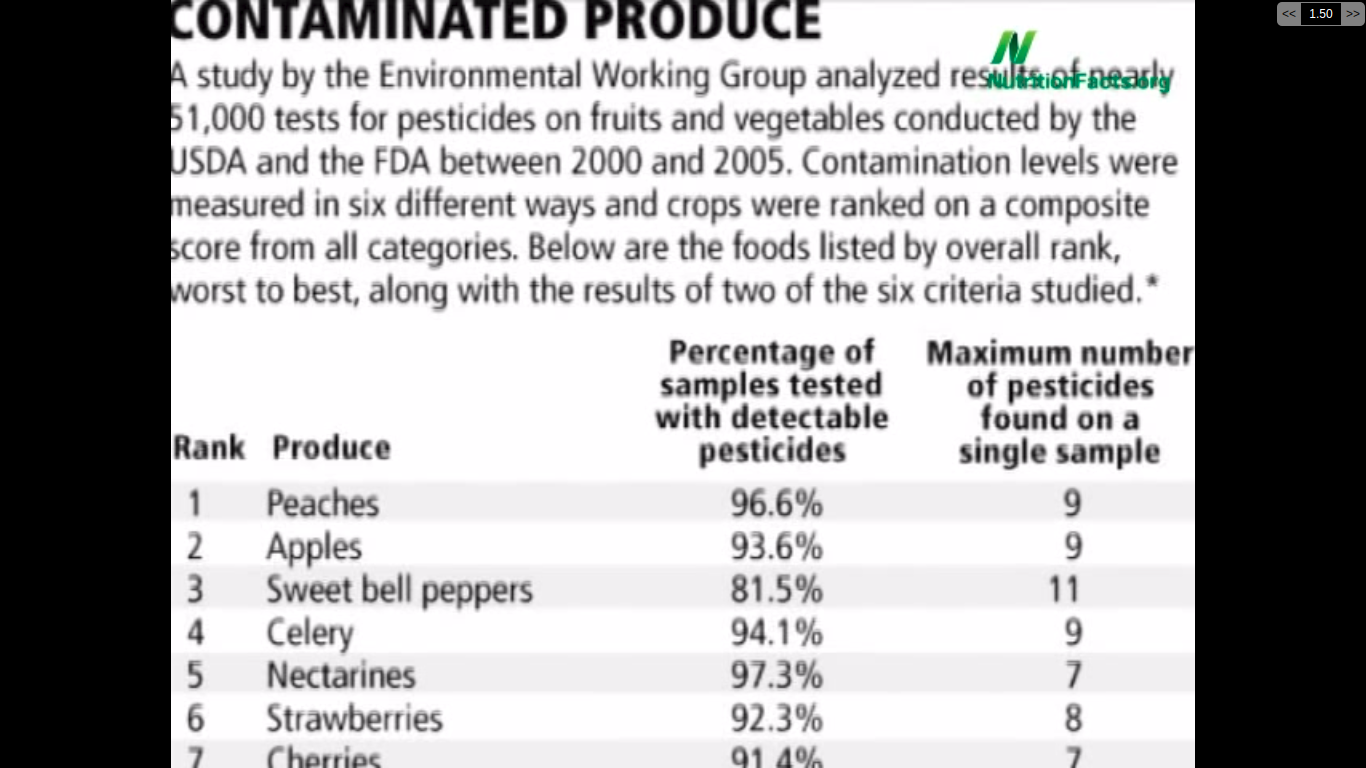 << 1.50 >>
CONTAMINATED PRODUCE
NutritionFacts.org
A study by the Environmental Working Group analyzed results of nearly
51,000 tests for pesticides on fruits and vegetables conducted by the
USDA and the FDA between 2000 and 2005. Contamination levels were
measured in six different ways and crops were ranked on a composite
score from all categories. Below are the foods listed by overall rank,
worst to best, along with the results of two of the six criteria studied.*
Percentage of Maximum number
samples tested of pesticides
with detectable found on a
Rank Produce pesticides single sample
1 Peaches 96.6% 9
2 Apples 93.6% 9
3 Sweet bell peppers 81.5% 11
4 Celery 94.1% 9
5 Nectarines 97.3% 7
6 Strawberries 92.3% 8
7 Cherries 91.4% 7